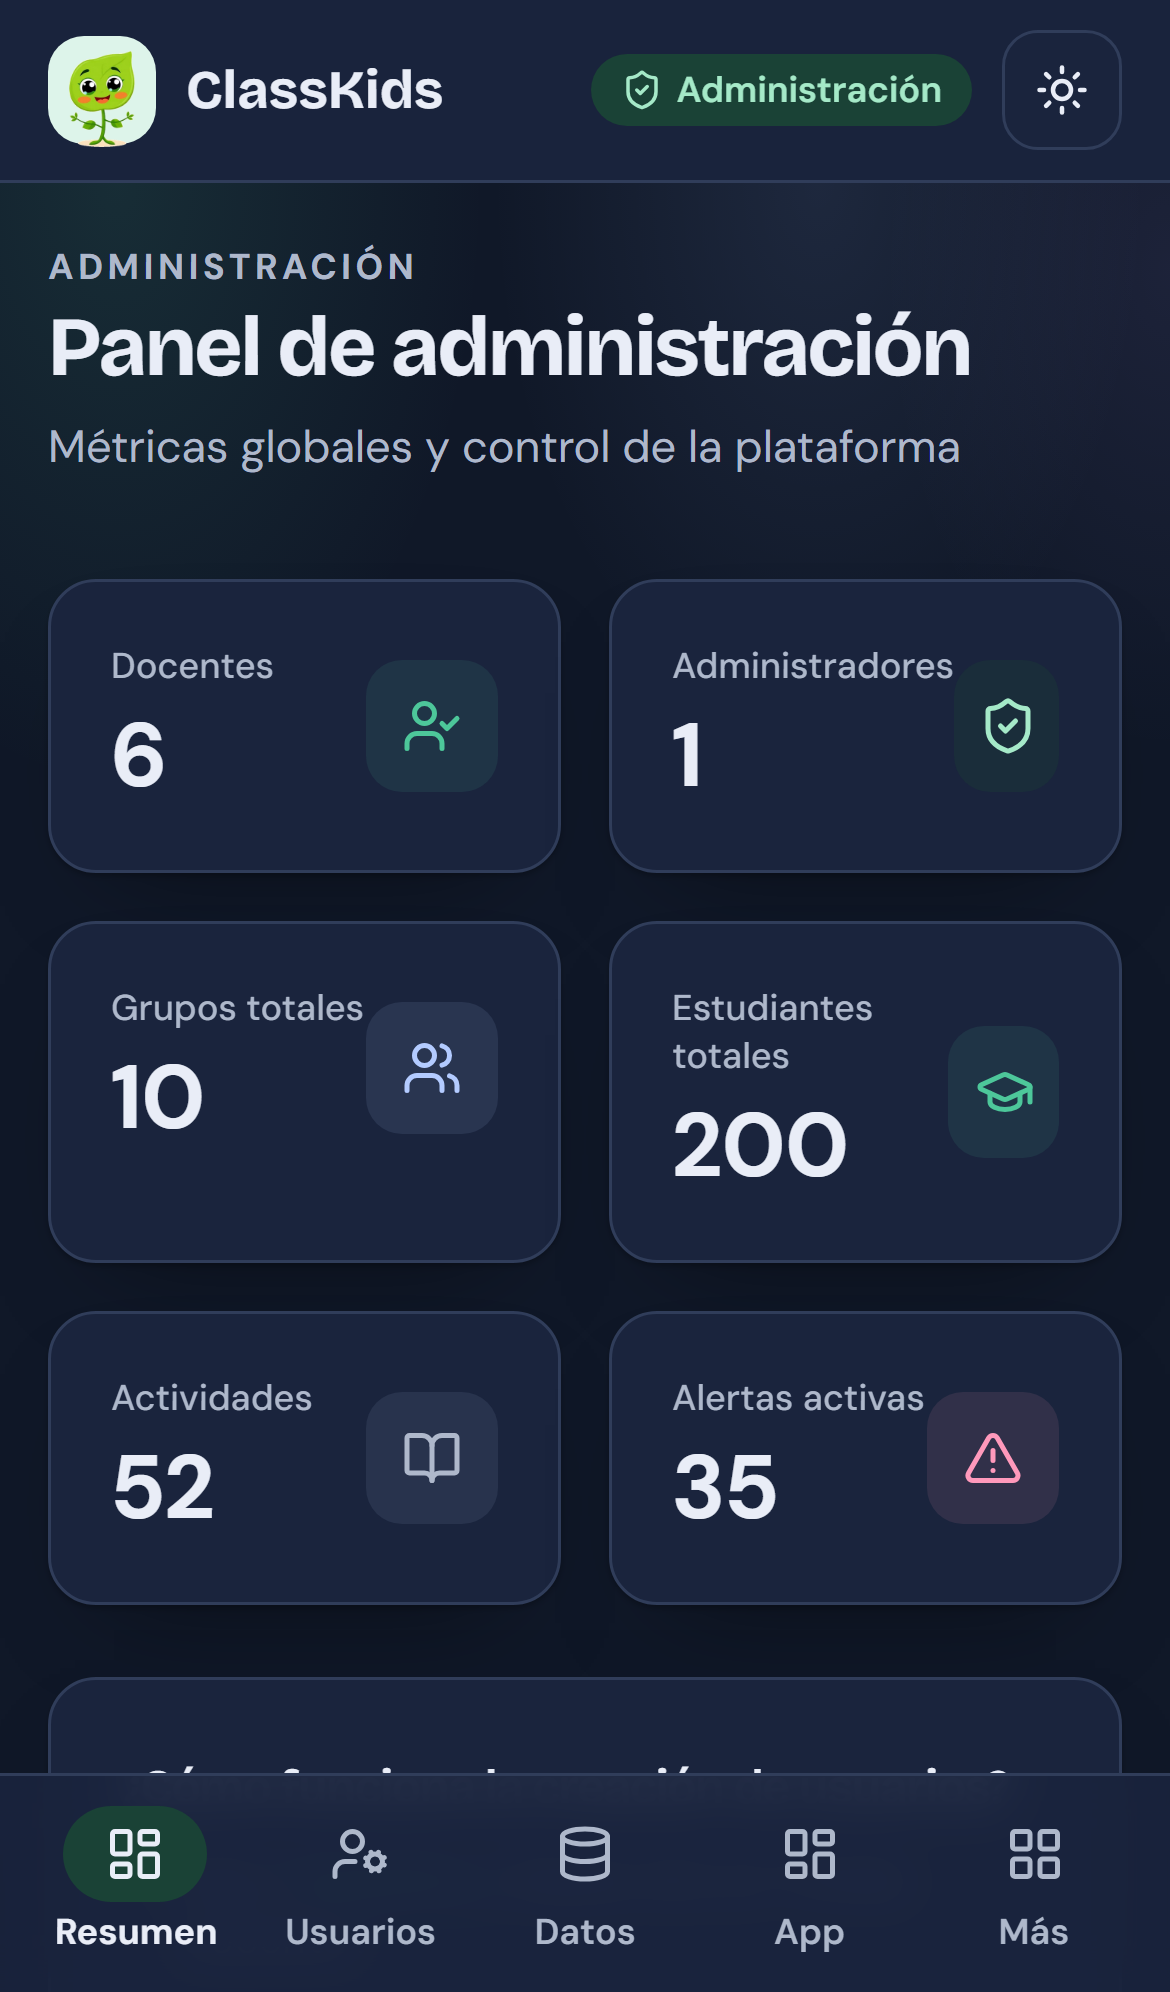 ClassKids
Administración
ADMINISTRACIÓN
Panel de administración
Métricas globales y control de la plataforma
Docentes
6
Administradores
1
Grupos totales
10
Estudiantes
totales
200
Actividades
52
Alertas activas
35
Resumen
Usuarios
Datos
App
Más